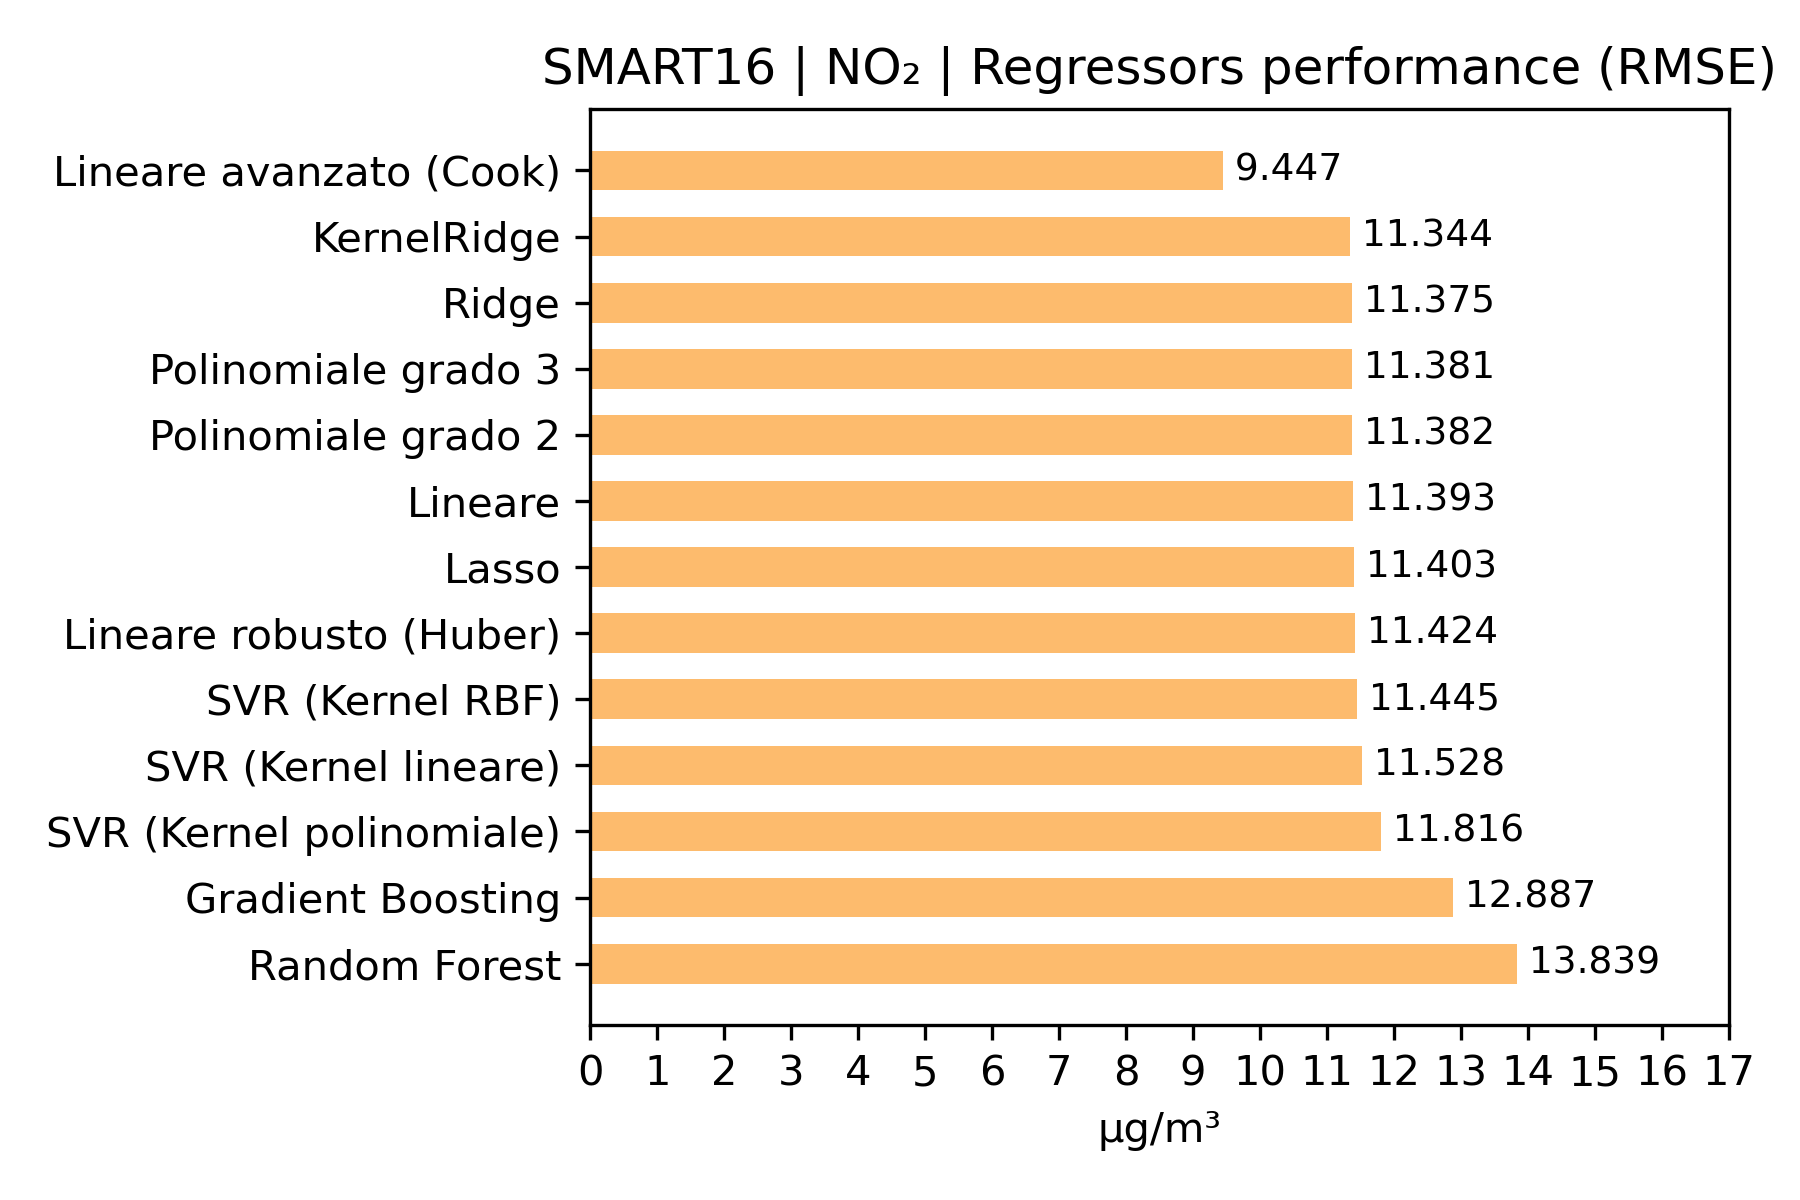 SMART16 | NO₂ | Regressors performance (RMSE)
Lineare avanzato (Cook) 9.447
KernelRidge 11.344
Ridge 11.375
Polinomiale grado 3 11.381
Polinomiale grado 2 11.382
Lineare 11.393
Lasso 11.403
Lineare robusto (Huber) 11.424
SVR (Kernel RBF) 11.445
SVR (Kernel lineare) 11.528
SVR (Kernel polinomiale) 11.816
Gradient Boosting 12.887
Random Forest 13.839
0 1 2 3 4 5 6 7 8 9 10 11 12 13 14 15 16 17
µg/m³